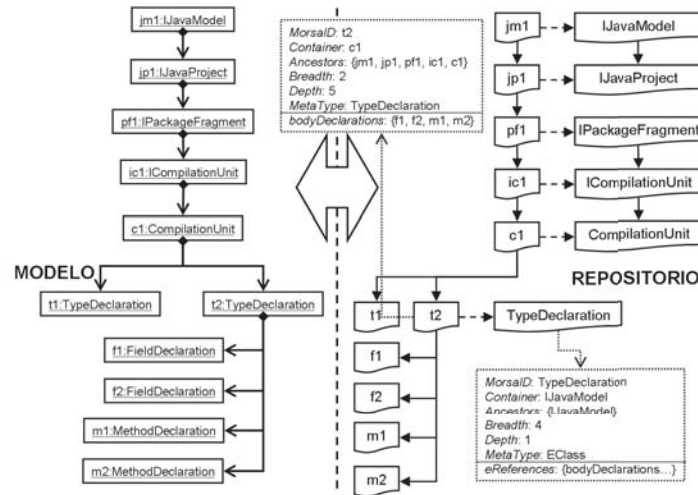 jm1:IJavaModel
jp1:IJavaProject
pf1:IPackageFragment
ic1:ICompilationUnit
c1:CompilationUnit
MODELO
t1:TypeDeclaration
t2:TypeDeclaration
f1:FieldDeclaration
f2:FieldDeclaration
m1:MethodDeclaration
m2:MethodDeclaration
MorsaID: t2
Container: c1
Ancestors: {jm1, jp1, pf1, ic1, c1}
Breadth: 2
Depth: 5
MetaType: TypeDeclaration
bodyDeclarations: {f1, f2, m1, m2}
jm1
IJavaModel
jp1
IJavaProject
pf1
IPackageFragment
ic1
ICompilationUnit
c1
CompilationUnit
REPOSITORIO
t1
t2
TypeDeclaration
f1
f2
m1
m2
MorsaID: TypeDeclaration
Container: IJavaModel
Ancestors: {IJavaModel}
Breadth: 4
Depth: 1
MetaType: EClass
eReferences: {bodyDeclarations...}